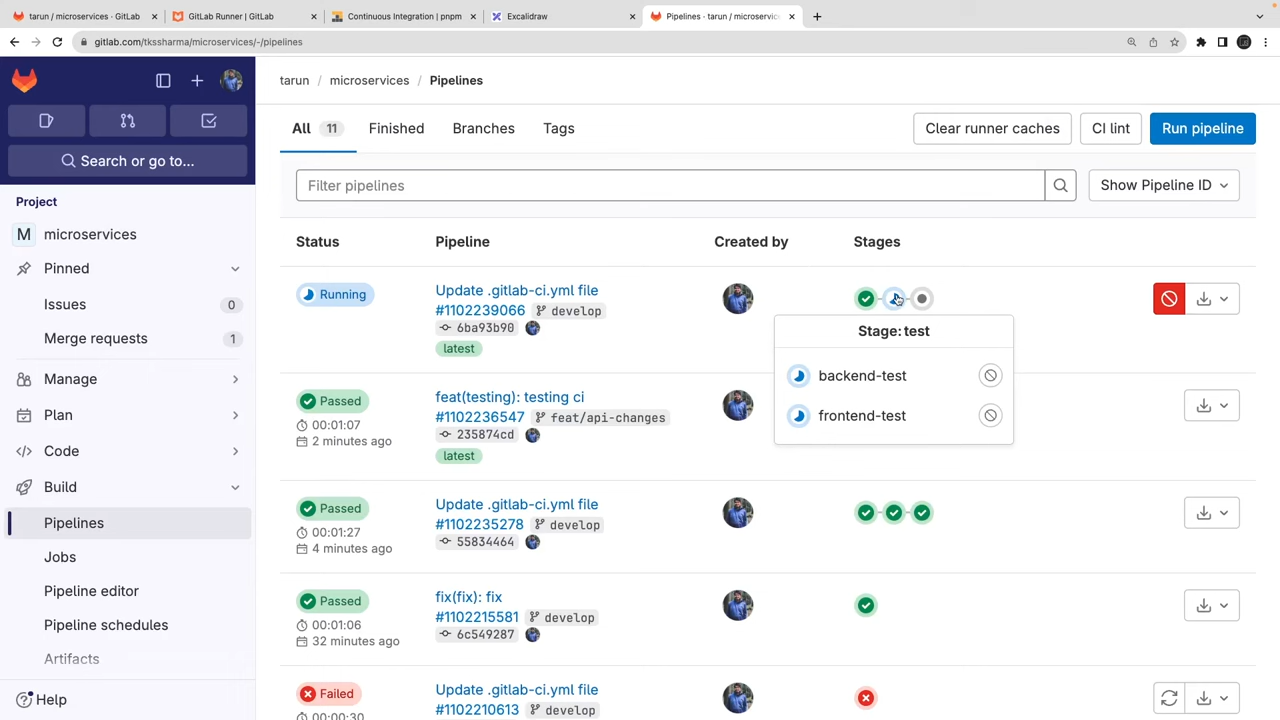 tarun / microservices · GitLab
GitLab Runner | GitLab
Continuous Integration | pnpm
Excalidraw
Pipelines · tarun / microservices
gitlab.com/tkssharma/microservices/-/pipelines
tarun / microservices / Pipelines
All 11 Finished Branches Tags
Clear runner caches CI lint Run pipeline
Search or go to...
Filter pipelines
Show Pipeline ID
Project
M microservices
Pinned
Issues 0
Merge requests 0
Manage
Plan
Code
Build
Pipelines
Jobs
Pipeline editor
Pipeline schedules
Artifacts
Help
Status Pipeline Created by Stages
Running
Update .gitlab-ci.yml file
#1102239066 develop
6ba93b90
latest
Stage: test
backend-test
frontend-test
Passed
00:01:07
2 minutes ago
feat(testing): testing ci
#1102236547 feat/api-changes
235874cd
latest
Passed
00:01:27
4 minutes ago
Update .gitlab-ci.yml file
#1102235278 develop
55834464
Passed
00:01:06
32 minutes ago
fix(fix): fix
#1102215581 develop
6c549287
Failed
00:00:30
Update .gitlab-ci.yml file
#1102210613 develop